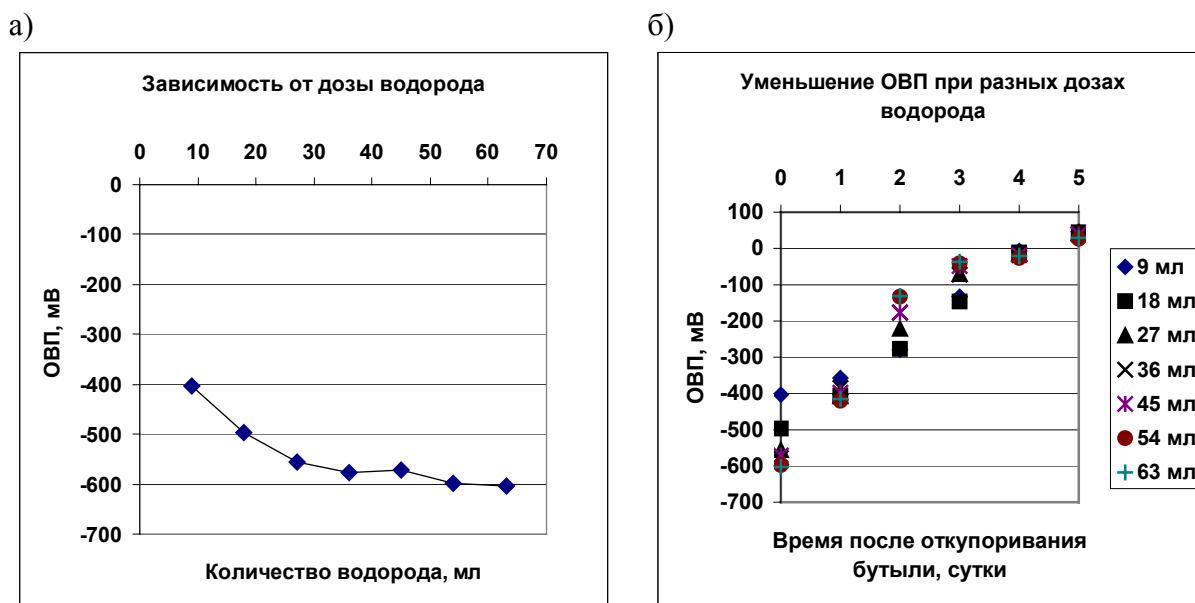 а)
Зависимость от дозы водорода
0 10 20 30 40 50 60 70
0
-100
-200
-300
-400
-500
-600
-700
ОВП, мВ
Количество водорода, мл
б)
Уменьшение ОВП при разных дозах
водорода
0 1 2 3 4 5
100
0
-100
-200
-300
-400
-500
-600
-700
ОВП, мВ
Время после откупоривания
бутыли, сутки
9 мл
18 мл
27 мл
36 мл
45 мл
54 мл
63 мл